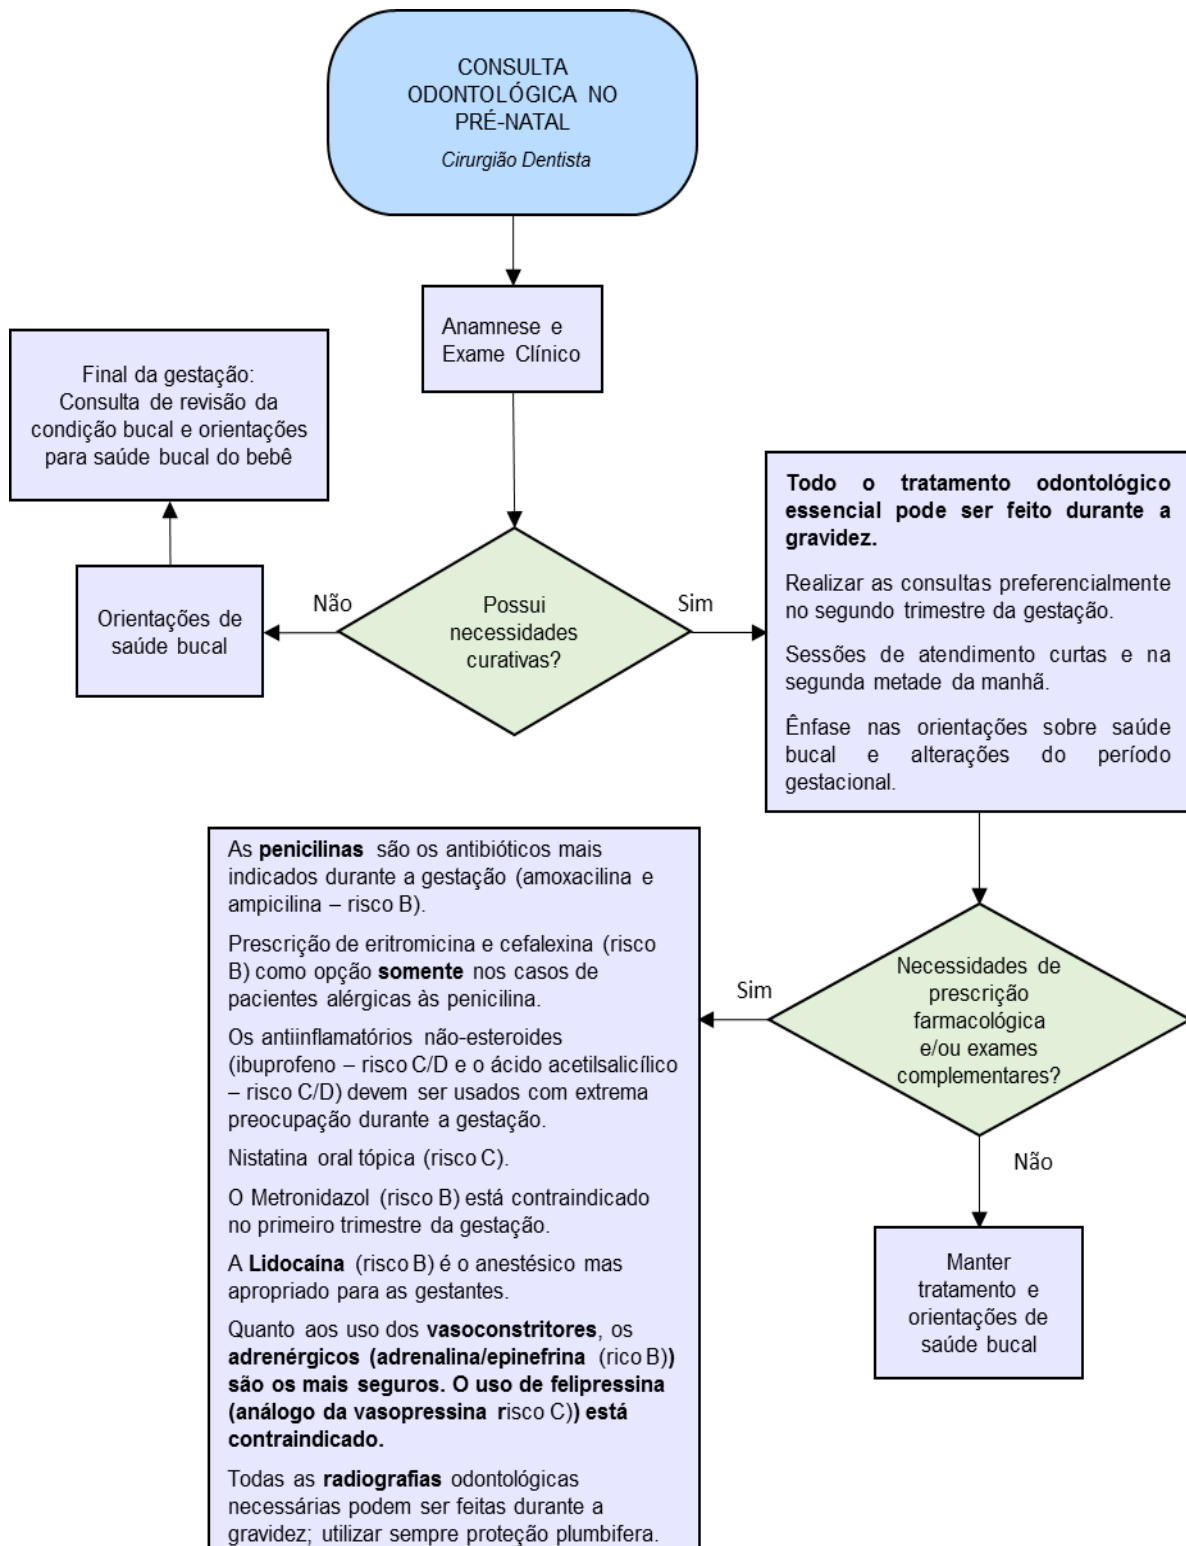 CONSULTA
ODONTOLÓGICA NO
PRÉ-NATAL
Cirurgião Dentista
Anamnese e
Exame Clínico
Final da gestação:
Consulta de revisão da
condição bucal e orientações
para saúde bucal do bebê
Orientações de
saúde bucal
Não
Possui
necessidades
curativas?
Sim
Todo o tratamento odontológico
essencial pode ser feito durante a
gravidez.
Realizar as consultas preferencialmente
no segundo trimestre da gestação.
Sessões de atendimento curtas e na
segunda metade da manhã.
Ênfase nas orientações sobre saúde
bucal e alterações do período
gestacional.
Necessidades de
prescrição
farmacológica
e/ou exames
complementares?
Sim
Não
Manter
tratamento e
orientações de
saúde bucal
As penicilinas são os antibióticos mais
indicados durante a gestação (amoxacilina e
ampicilina – risco B).
Prescrição de eritromicina e cefalexina (risco
B) como opção somente nos casos de
pacientes alérgicas às penicilina.
Os antiinflamatórios não-esteroides
(ibuprofeno – risco C/D e o ácido acetilsalicílico
– risco C/D) devem ser usados com extrema
preocupação durante a gestação.
Nistatina oral tópica (risco C).
O Metronidazol (risco B) está contraindicado
no primeiro trimestre da gestação.
A Lidocaína (risco B) é o anestésico mas
apropriado para as gestantes.
Quanto aos uso dos vasoconstritores, os
adrenérgicos (adrenalina/epinefrina (rico B))
são os mais seguros. O uso de felipressina
(análogo da vasopressina risco C)) está
contraindicado.
Todas as radiografias odontológicas
necessárias podem ser feitas durante a
gravidez; utilizar sempre proteção plumbifera.